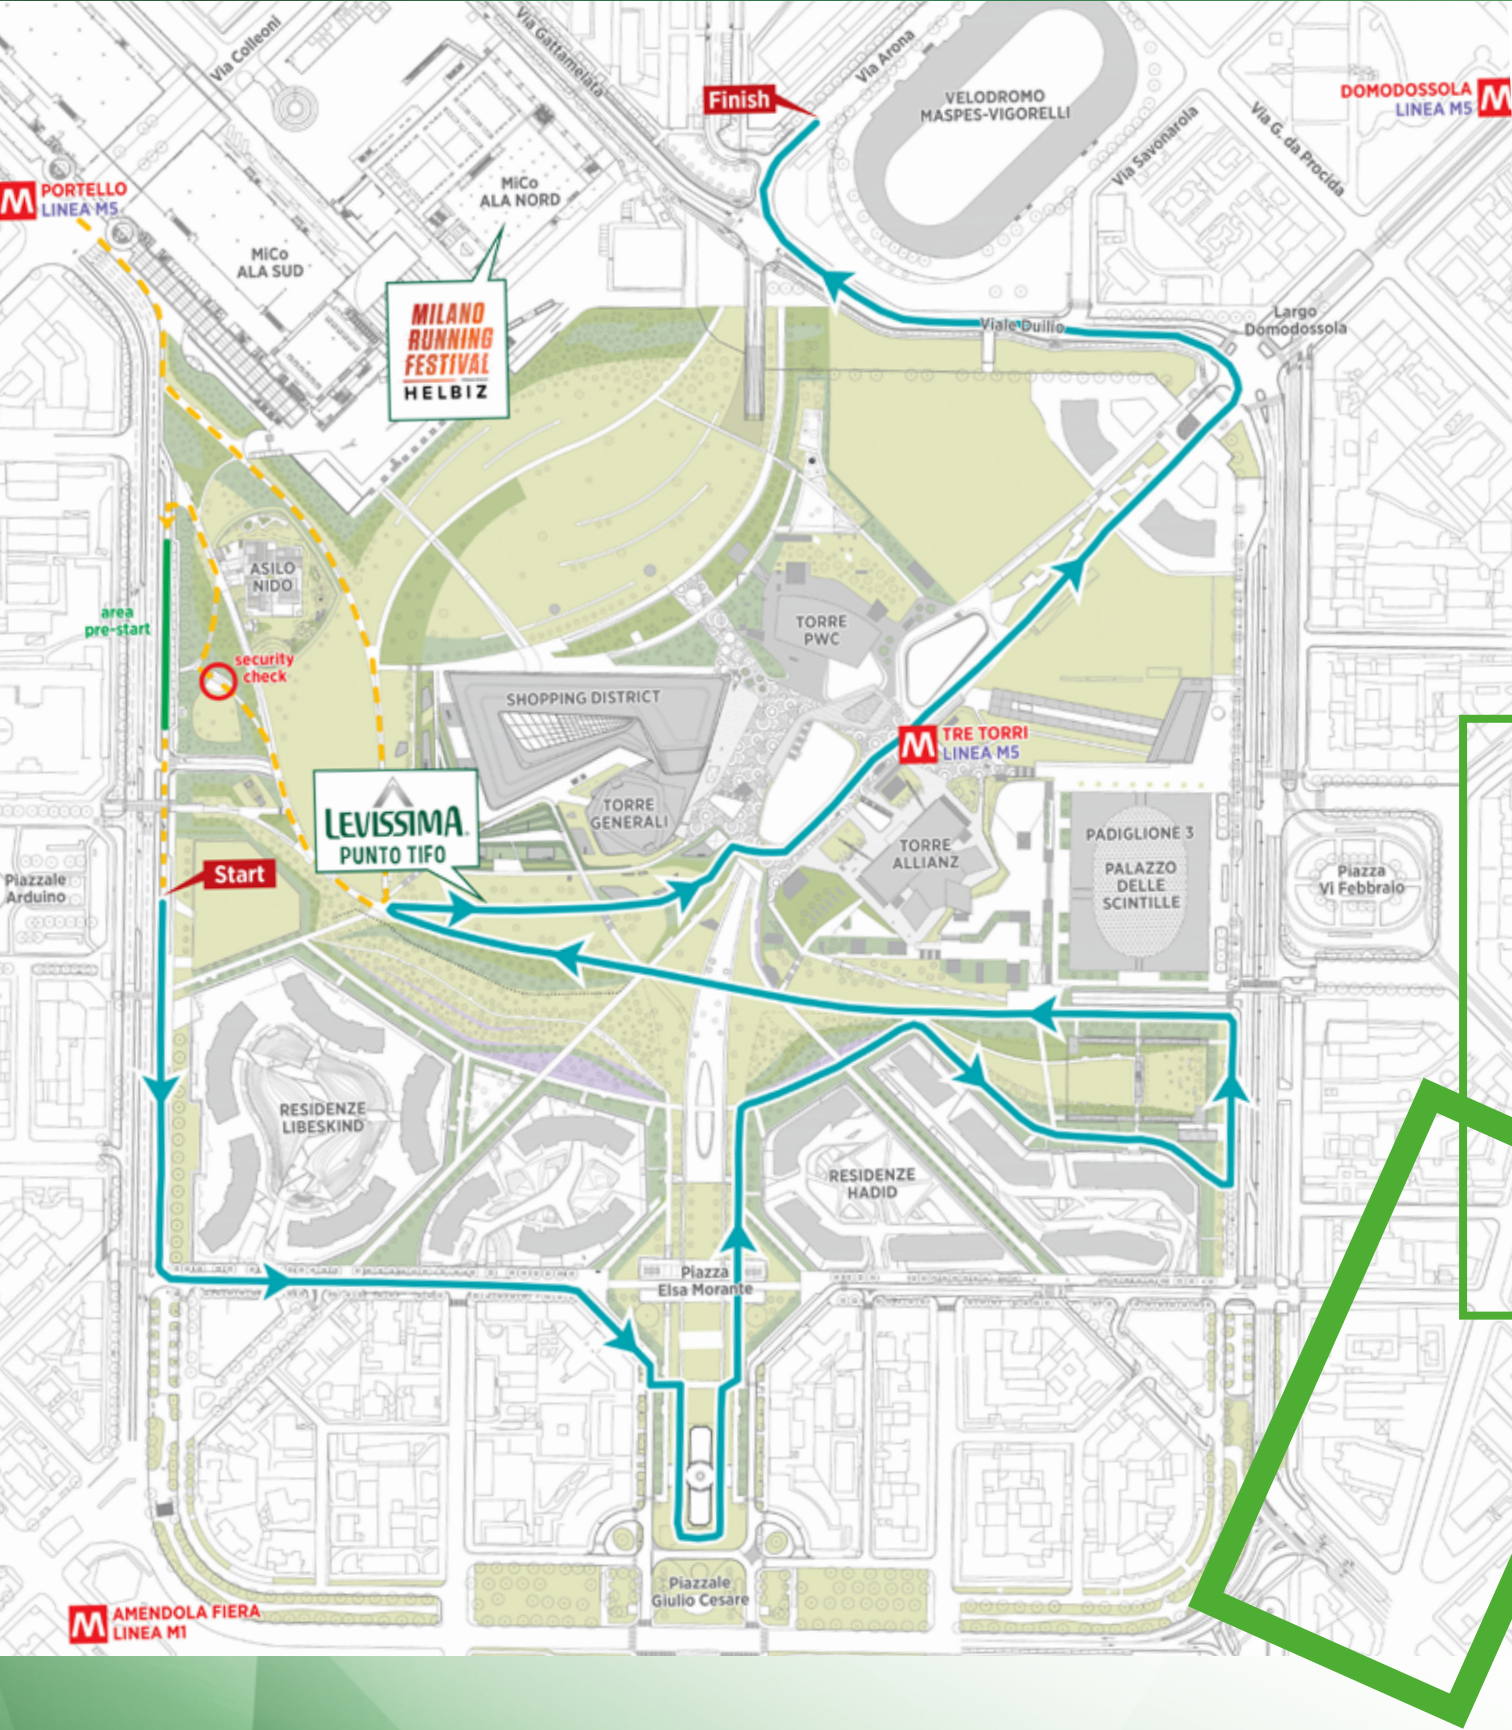 Via Colleoni
Via Gattamelata
Via Arona
Finish
VELODROMO
MASPES-VIGORELLI
DOMODOSSOLA
LINEA M5
M
Via Savonarola
Via G. da Procida
M
PORTELLO
LINEA M5
MiCo
ALA NORD
MiCo
ALA SUD
MILANO
RUNNING
FESTIVAL
HELBIZ
Viale Duilio
Largo
Domodossola
ASILO
NIDO
area
pre-start
security
check
TORRE
PWC
SHOPPING DISTRICT
M
TRE TORRI
LINEA M5
LEVISSIMA
PUNTO TIFO
TORRE
GENERALI
TORRE
ALLIANZ
PADIGLIONE 3
PALAZZO
DELLE
SCINTILLE
Piazza
VI Febbraio
Piazzale
Arduino
Start
RESIDENZE
LIBESKIND
RESIDENZE
HADID
Piazza
Elsa Morante
Piazzale
Giulio Cesare
M
AMENDOLA FIERA
LINEA M1